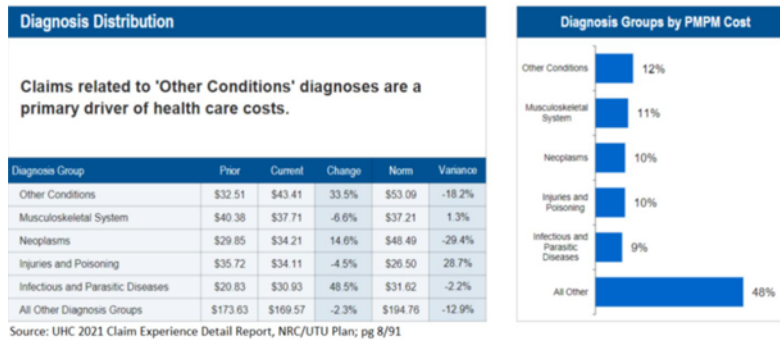 Diagnosis Distribution
Claims related to 'Other Conditions' diagnoses are a
primary driver of health care costs.
Diagnosis Group Prior Current Change Norm Variance
Other Conditions $32.51 $43.41 33.5% $53.09 -18.2%
Musculoskeletal System $40.38 $37.71 -6.6% $37.21 1.3%
Neoplasms $29.85 $34.21 14.6% $48.49 -29.4%
Injuries and Poisoning $35.72 $34.11 -4.5% $26.50 28.7%
Infectious and Parasitic Diseases $20.83 $30.93 48.5% $31.62 -2.2%
All Other Diagnosis Groups $173.63 $169.57 -2.3% $194.76 -12.9%
Source: UHC 2021 Claim Experience Detail Report, NRC/UTU Plan; pg 8/91
Diagnosis Groups by PMPM Cost
Other Conditions 12%
Musculoskeletal
System 11%
Neoplasms 10%
Injuries and
Poisoning 10%
Infectious and
Parasitic
Diseases 9%
All Other 48%